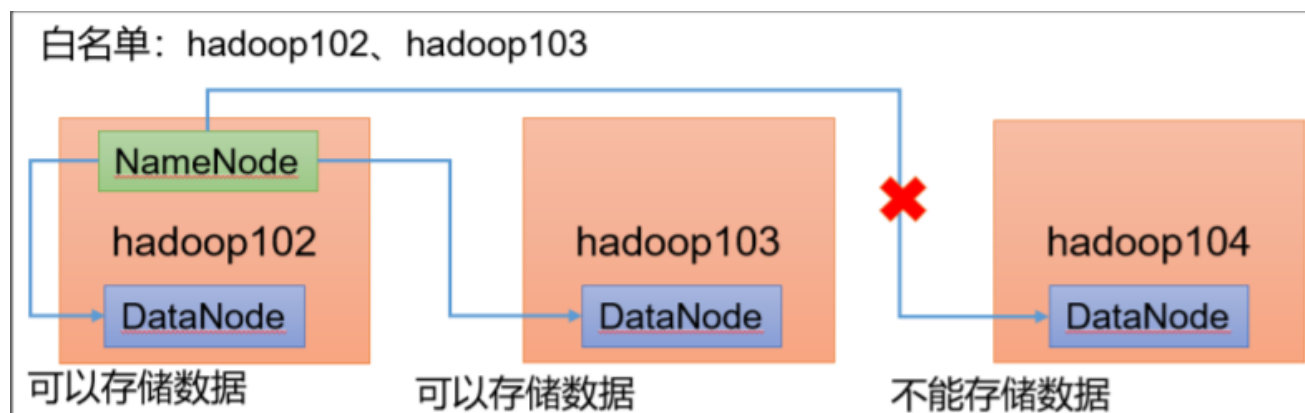 白名单：hadoop102、hadoop103
NameNode
hadoop102
hadoop103
hadoop104
DataNode
DataNode
DataNode
可以存储数据
可以存储数据
不能存储数据